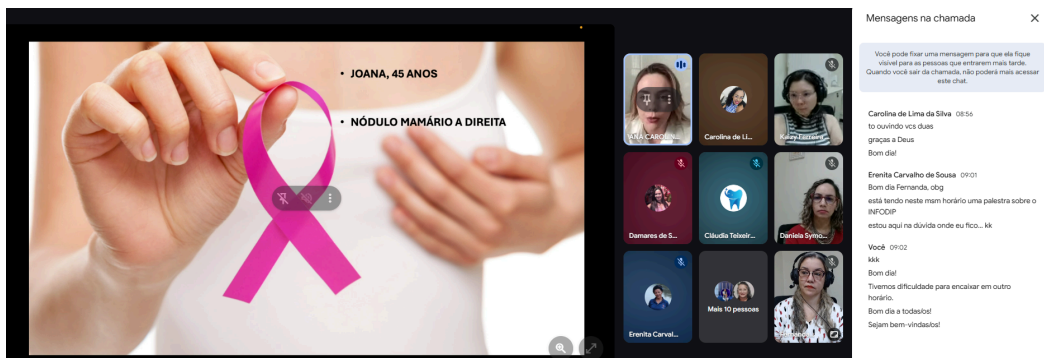 • JOANA, 45 ANOS
• NÓDULO MAMÁRIO A DIREITA
Carolina de Li...
Damares de S...
Cláudia Teixeir...
Daniela Symo...
Erenita Carval...
Mais 10 pessoas
Mensagens na chamada
Você pode fixar uma mensagem para que ela fique
visível para as pessoas que entrarem mais tarde.
Quando você sair da chamada, não poderá mais acessar
este chat.
Carolina de Lima da Silva 08:56
to ouvindo vcs duas
graças a Deus
Bom dia!
Erenita Carvalho de Sousa 09:01
Bom dia Fernanda, obg
está tendo neste msm horário uma palestra sobre o
INFODIP
estou aqui na dúvida onde eu fico... kk
Você 09:02
kkk
Bom dia!
Tivemos dificuldade para encaixar em outro
horário.
Bom dia a todas/os!
Sejam bem-vindas/os!